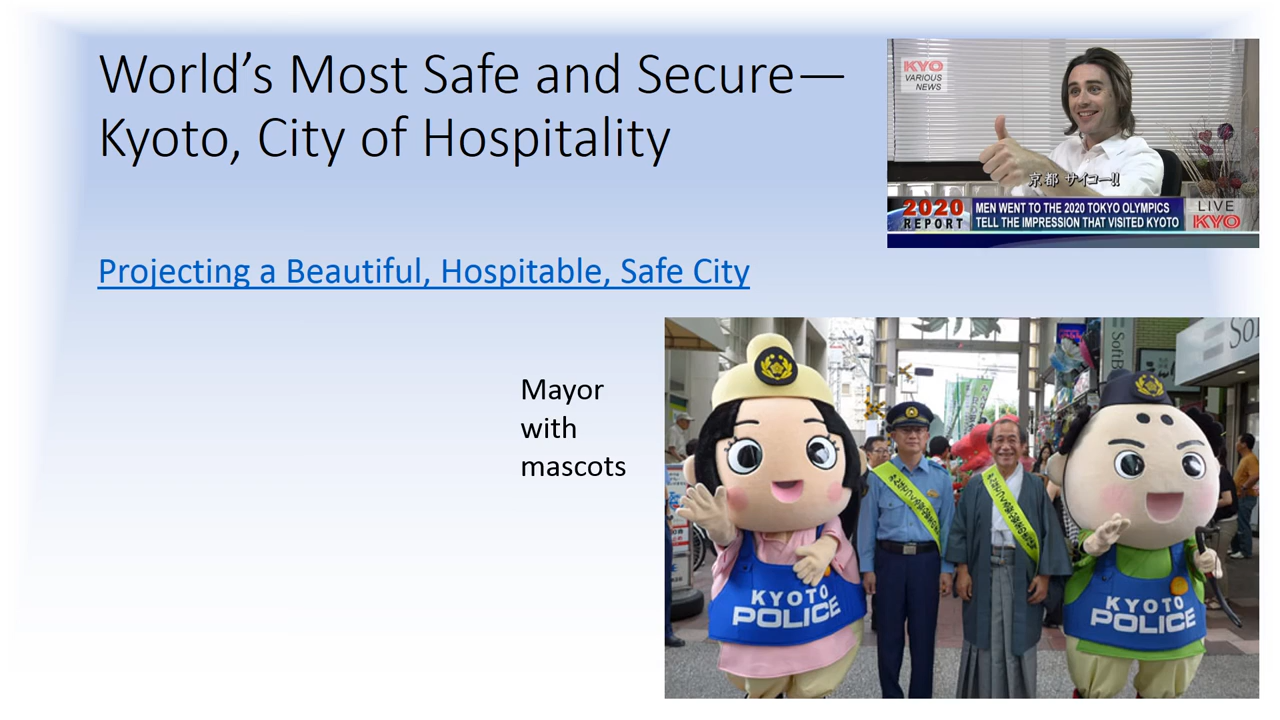 World's Most Safe and Secure—
Kyoto, City of Hospitality
KYO
VARIOUS
NEWS
京都 サイコー!!
2020
REPORT
MEN WENT TO THE 2020 TOKYO OLYMPICS
TELL THE IMPRESSION THAT VISITED KYOTO
LIVE
KYO
Projecting a Beautiful, Hospitable, Safe City
Mayor
with
mascots
SoftB
Sof
KYOTO
POLICE
KYOTO
POLICE